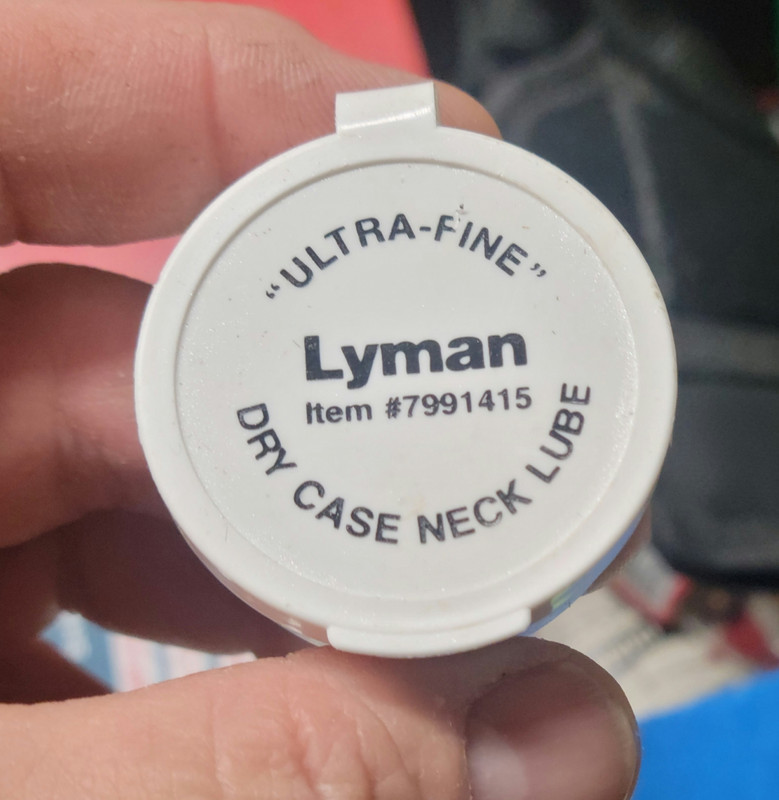 “ULTRA-FINE”
Lyman
Item #7991415
DRY CASE NECK LUBE